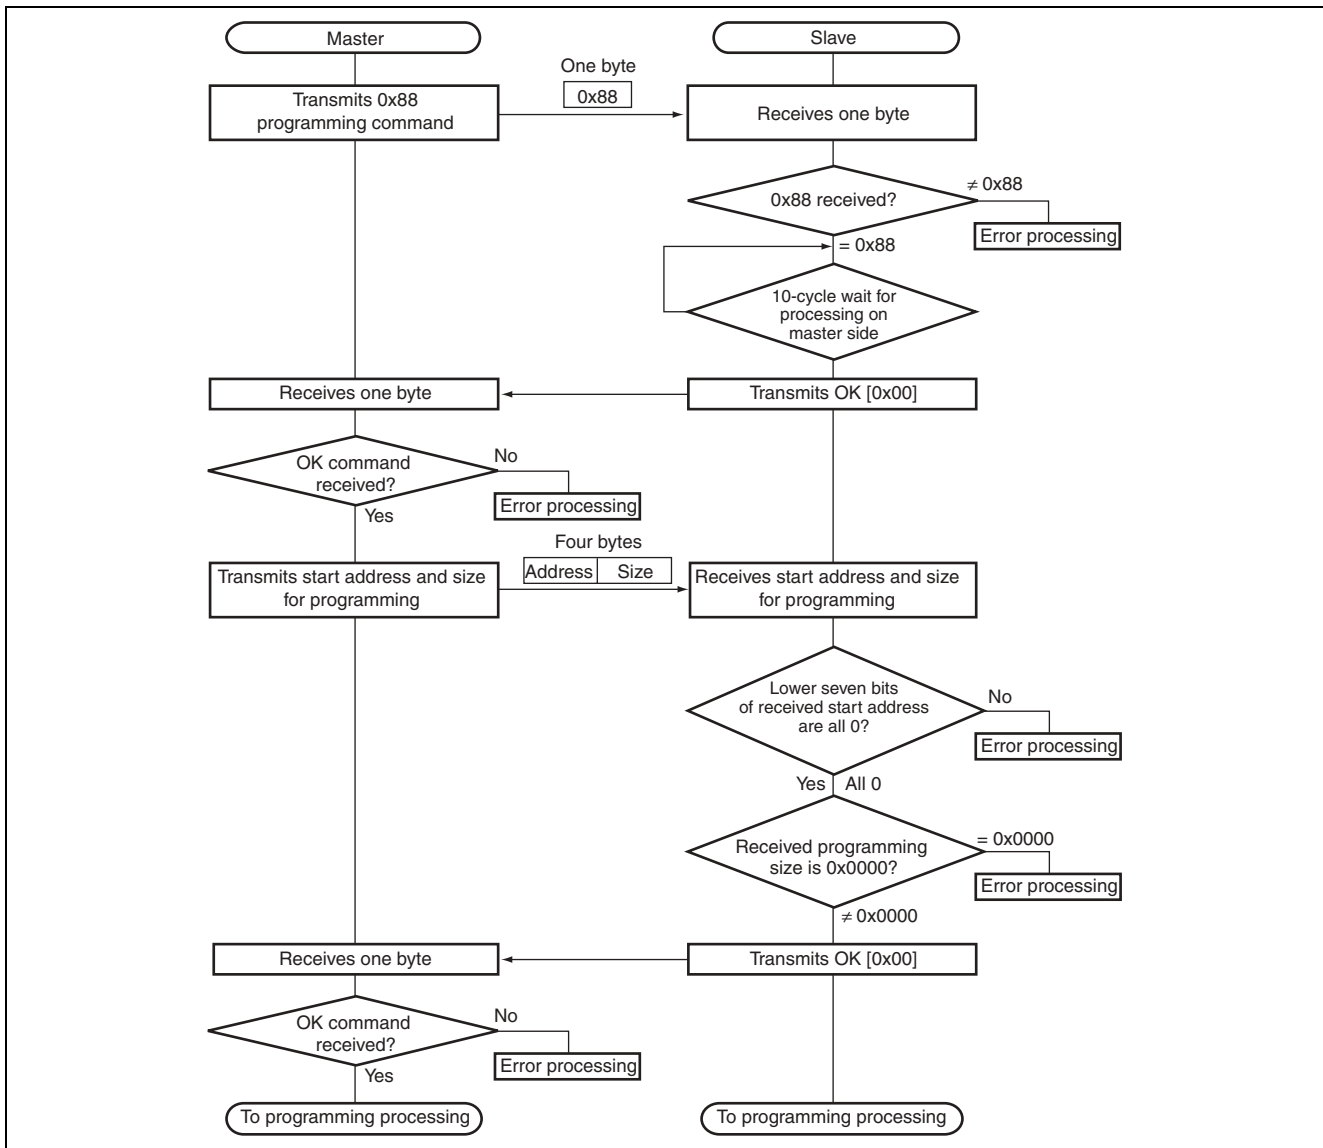 Master
Slave
One byte
0x88
Transmits 0x88
programming command
Receives one byte
0x88 received?
≠ 0x88
Error processing
= 0x88
10-cycle wait for
processing on
master side
Receives one byte
Transmits OK [0x00]
OK command
received?
No
Error processing
Yes
Four bytes
Address
Size
Transmits start address and size
for programming
Receives start address and size
for programming
Lower seven bits
of received start address
are all 0?
No
Error processing
Yes
All 0
Received programming
size is 0x0000?
= 0x0000
Error processing
≠ 0x0000
Receives one byte
Transmits OK [0x00]
OK command
received?
No
Error processing
Yes
To programming processing
To programming processing